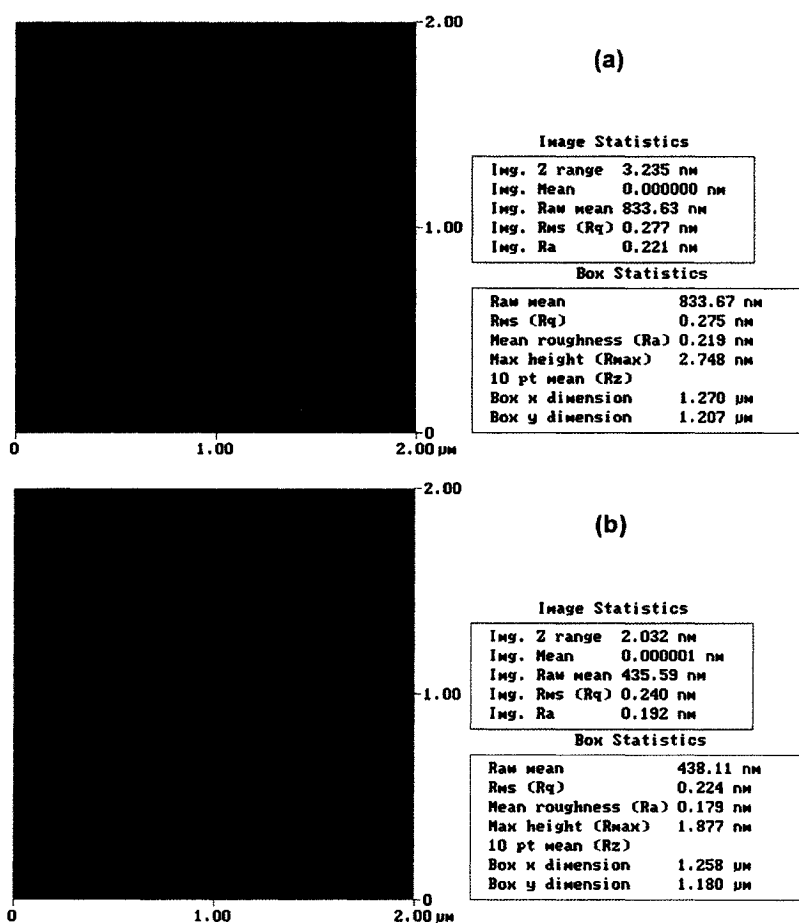 2.00
(a)
Image Statistics
Img. Z range 3.235 nm
Img. Mean 0.000000 nm
Img. Raw mean 833.63 nm
Img. Rms (Rq) 0.277 nm
Img. Ra 0.221 nm
1.00
Box Statistics
Raw mean 833.67 nm
Rms (Rq) 0.275 nm
Mean roughness (Ra) 0.219 nm
Max height (Rmax) 2.748 nm
10 pt mean (Rz)
Box x dimension 1.270 µm
Box y dimension 1.207 µm
0
0 1.00 2.00 µm
2.00
(b)
Image Statistics
Img. Z range 2.032 nm
Img. Mean 0.000001 nm
Img. Raw mean 435.59 nm
Img. Rms (Rq) 0.240 nm
Img. Ra 0.192 nm
1.00
Box Statistics
Raw mean 438.11 nm
Rms (Rq) 0.224 nm
Mean roughness (Ra) 0.179 nm
Max height (Rmax) 1.877 nm
10 pt mean (Rz)
Box x dimension 1.258 µm
Box y dimension 1.180 µm
0
0 1.00 2.00 µm